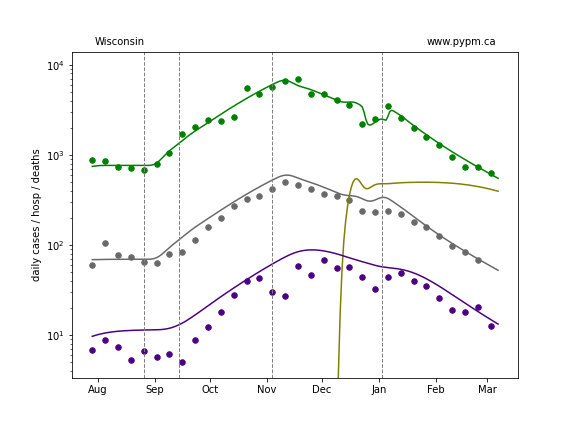 Wisconsin
www.pypm.ca
daily cases / hosp / deaths
10⁴
10³
10²
10¹
Aug Sep Oct Nov Dec Jan Feb Mar